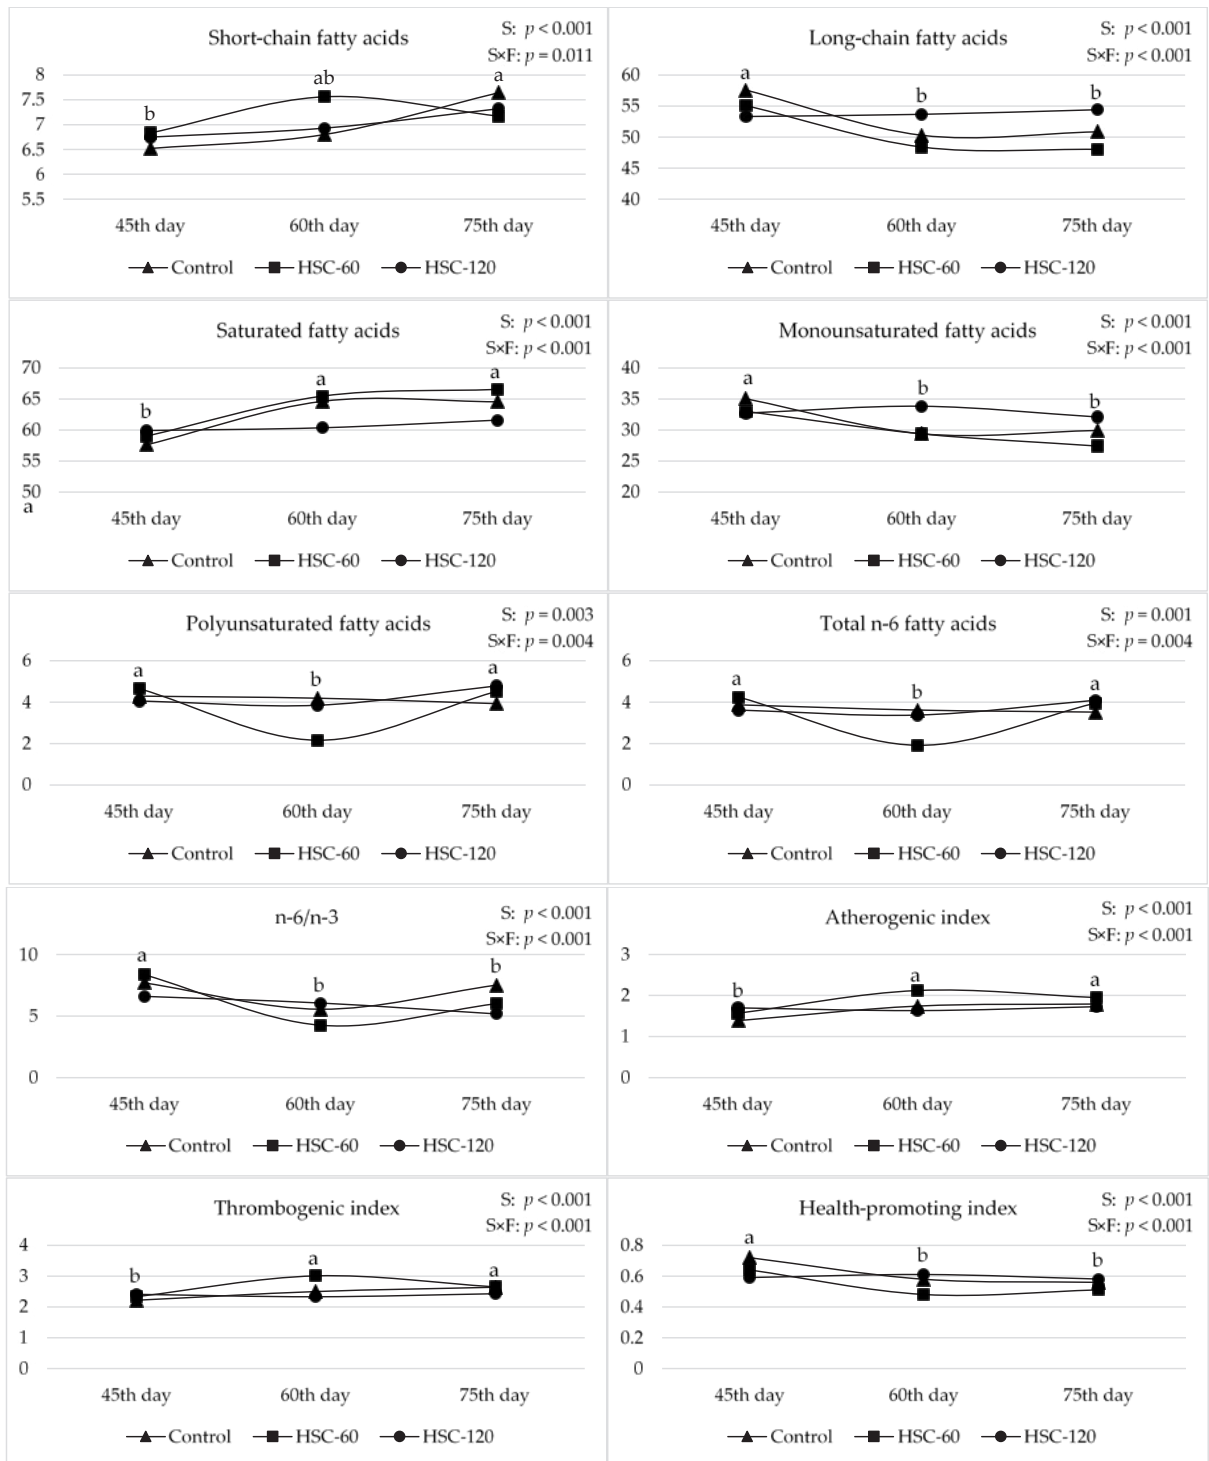 Short-chain fatty acids
S: p < 0.001
S×F: p = 0.011
8
7.5
7
6.5
6
5.5
b
ab
a
45th day 60th day 75th day
Control HSC-60 HSC-120
Long-chain fatty acids
S: p < 0.001
S×F: p < 0.001
60
55
50
45
40
a
b
b
45th day 60th day 75th day
Control HSC-60 HSC-120
Saturated fatty acids
S: p < 0.001
S×F: p < 0.001
70
65
60
55
50
a
b
a
a
45th day 60th day 75th day
Control HSC-60 HSC-120
Monounsaturated fatty acids
S: p < 0.001
S×F: p < 0.001
40
35
30
25
20
a
b
b
45th day 60th day 75th day
Control HSC-60 HSC-120
Polyunsaturated fatty acids
S: p = 0.003
S×F: p = 0.004
6
4
2
0
a
b
a
45th day 60th day 75th day
Control HSC-60 HSC-120
Total n-6 fatty acids
S: p = 0.001
S×F: p = 0.004
6
4
2
0
a
b
a
45th day 60th day 75th day
Control HSC-60 HSC-120
n-6/n-3
S: p < 0.001
S×F: p < 0.001
10
5
0
a
b
b
45th day 60th day 75th day
Control HSC-60 HSC-120
Atherogenic index
S: p < 0.001
S×F: p < 0.001
3
2
1
0
b
a
a
45th day 60th day 75th day
Control HSC-60 HSC-120
Thrombogenic index
S: p < 0.001
S×F: p < 0.001
4
3
2
1
0
b
a
a
45th day 60th day 75th day
Control HSC-60 HSC-120
Health-promoting index
S: p < 0.001
S×F: p < 0.001
0.8
0.6
0.4
0.2
0
a
b
b
45th day 60th day 75th day
Control HSC-60 HSC-120